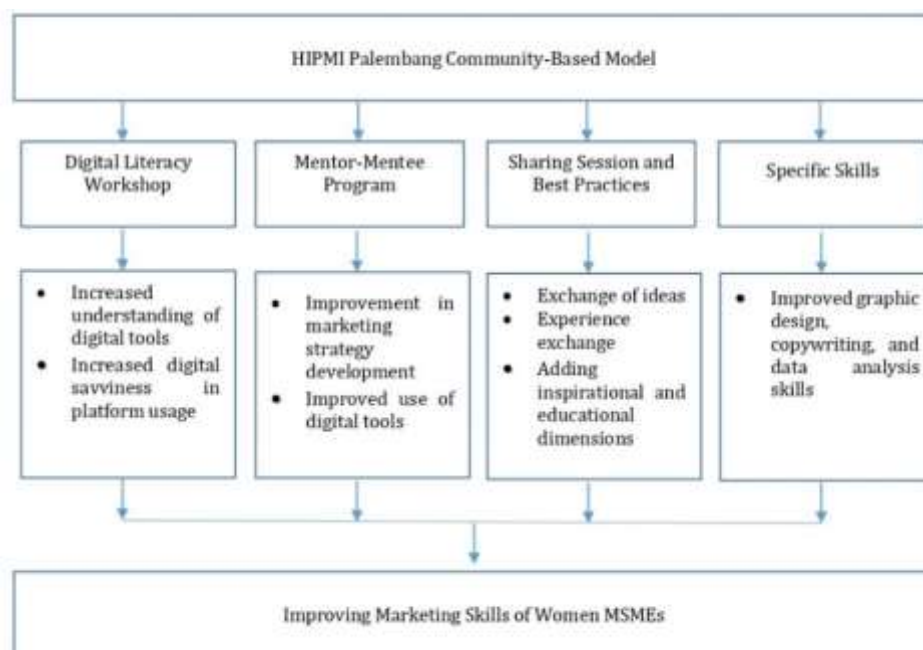 HIPMI Palembang Community-Based Model
Digital Literacy
Workshop
Mentor-Mentee
Program
Sharing Session and
Best Practices
Specific Skills
• Increased
understanding of
digital tools
• Increased digital
savviness in
platform usage
• Improvement in
marketing
strategy
development
• Improved use of
digital tools
• Exchange of ideas
• Experience
exchange
• Adding
inspirational and
educational
dimensions
• Improved graphic
design,
copywriting, and
data analysis
skills
Improving Marketing Skills of Women MSMEs